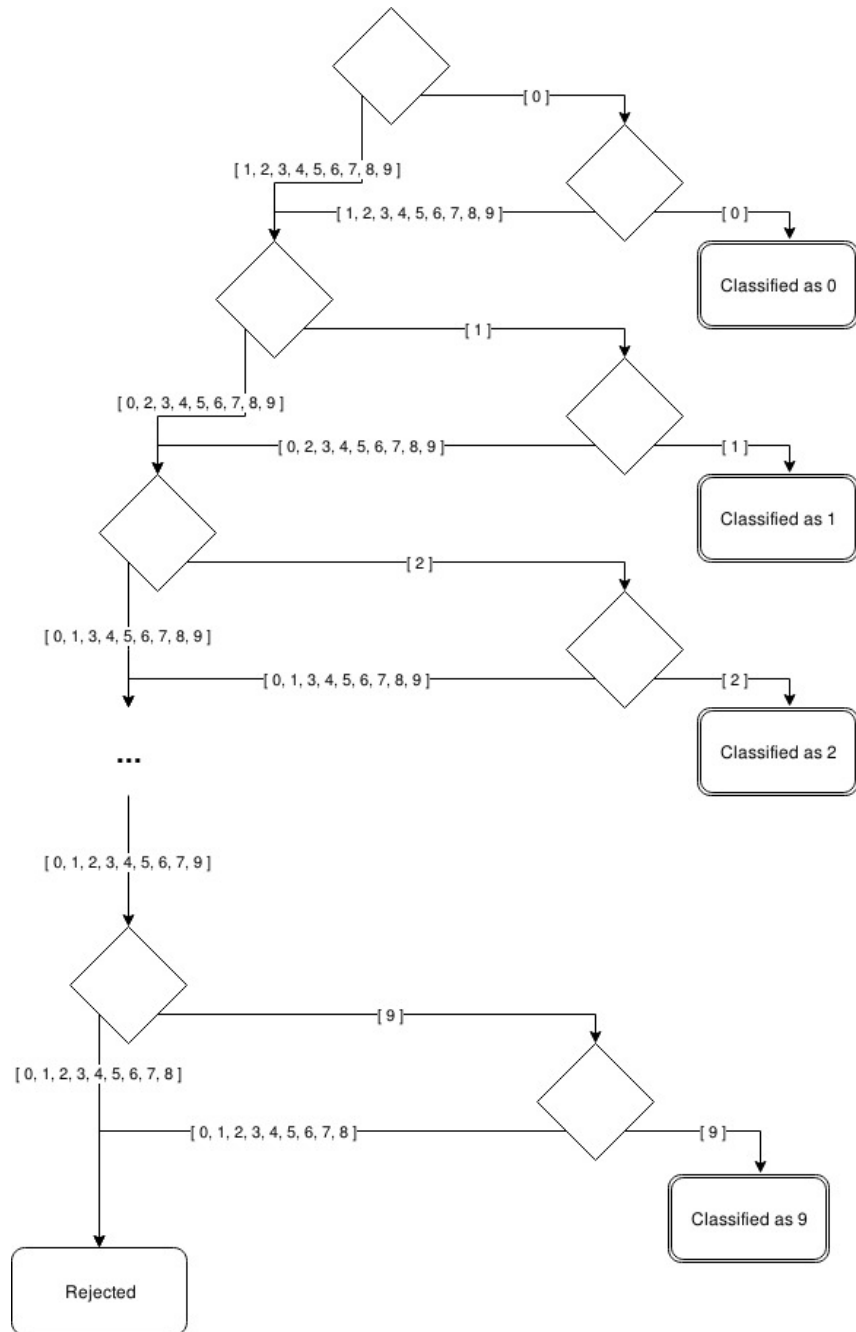 [ 0 ]
[ 1, 2, 3, 4, 5, 6, 7, 8, 9 ]
[ 1, 2, 3, 4, 5, 6, 7, 8, 9 ]
[ 0 ]
Classified as 0
[ 1 ]
[ 0, 2, 3, 4, 5, 6, 7, 8, 9 ]
[ 0, 2, 3, 4, 5, 6, 7, 8, 9 ]
[ 1 ]
Classified as 1
[ 2 ]
[ 0, 1, 3, 4, 5, 6, 7, 8, 9 ]
[ 0, 1, 3, 4, 5, 6, 7, 8, 9 ]
[ 2 ]
Classified as 2
...
[ 0, 1, 2, 3, 4, 5, 6, 7, 9 ]
[ 9 ]
[ 0, 1, 2, 3, 4, 5, 6, 7, 8 ]
[ 0, 1, 2, 3, 4, 5, 6, 7, 8 ]
[ 9 ]
Classified as 9
Rejected